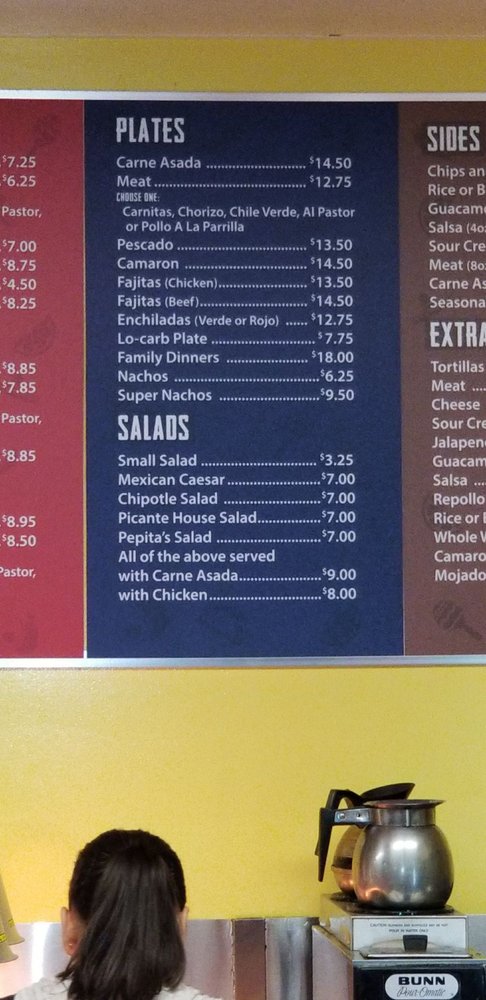 $7.25
$6.25
Pastor,
$7.00
$8.75
$4.50
$8.25
$8.85
$7.85
Pastor,
$8.85
$8.95
$8.50
Pastor,
PLATES
Carne Asada $14.50
Meat $12.75
CHOOSE ONE:
Carnitas, Chorizo, Chile Verde, Al Pastor
or Pollo A La Parrilla
Pescado $13.50
Camaron $14.50
Fajitas (Chicken) $13.50
Fajitas (Beef) $14.50
Enchiladas (Verde or Rojo) $12.75
Lo-carb Plate $7.75
Family Dinners $18.00
Nachos $6.25
Super Nachos $9.50
SALADS
Small Salad $3.25
Mexican Caesar $7.00
Chipotle Salad $7.00
Picante House Salad $7.00
Pepita's Salad $7.00
All of the above served
with Carne Asada $9.00
with Chicken $8.00
SIDES
Chips an
Rice or B
Guacam
Salsa (4oz
Sour Cre
Meat (8oz
Carne As
Seasona
EXTRA
Tortillas
Meat
Cheese
Sour Cre
Jalapeno
Guacam
Salsa
Repollo
Rice or
Whole
Camaro
Mojado
BUNN
Pour-Omatic